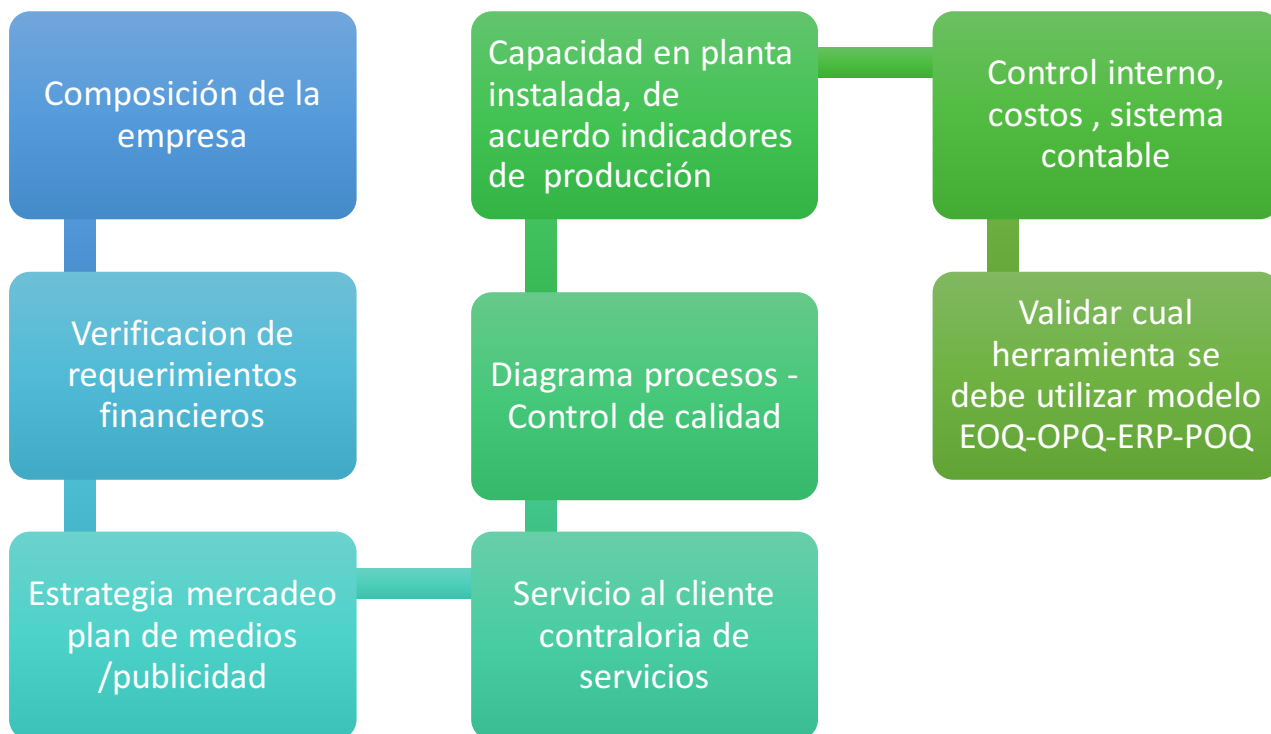 Composición de la
empresa
Verificacion de
requerimientos
financieros
Estrategia mercadeo
plan de medios
/publicidad
Servicio al cliente
contraloria de
servicios
Diagrama procesos -
Control de calidad
Capacidad en planta
instalada, de
acuerdo indicadores
de producción
Control interno,
costos , sistema
contable
Validar cual
herramienta se
debe utilizar modelo
EOQ-OPQ-ERP-POQ